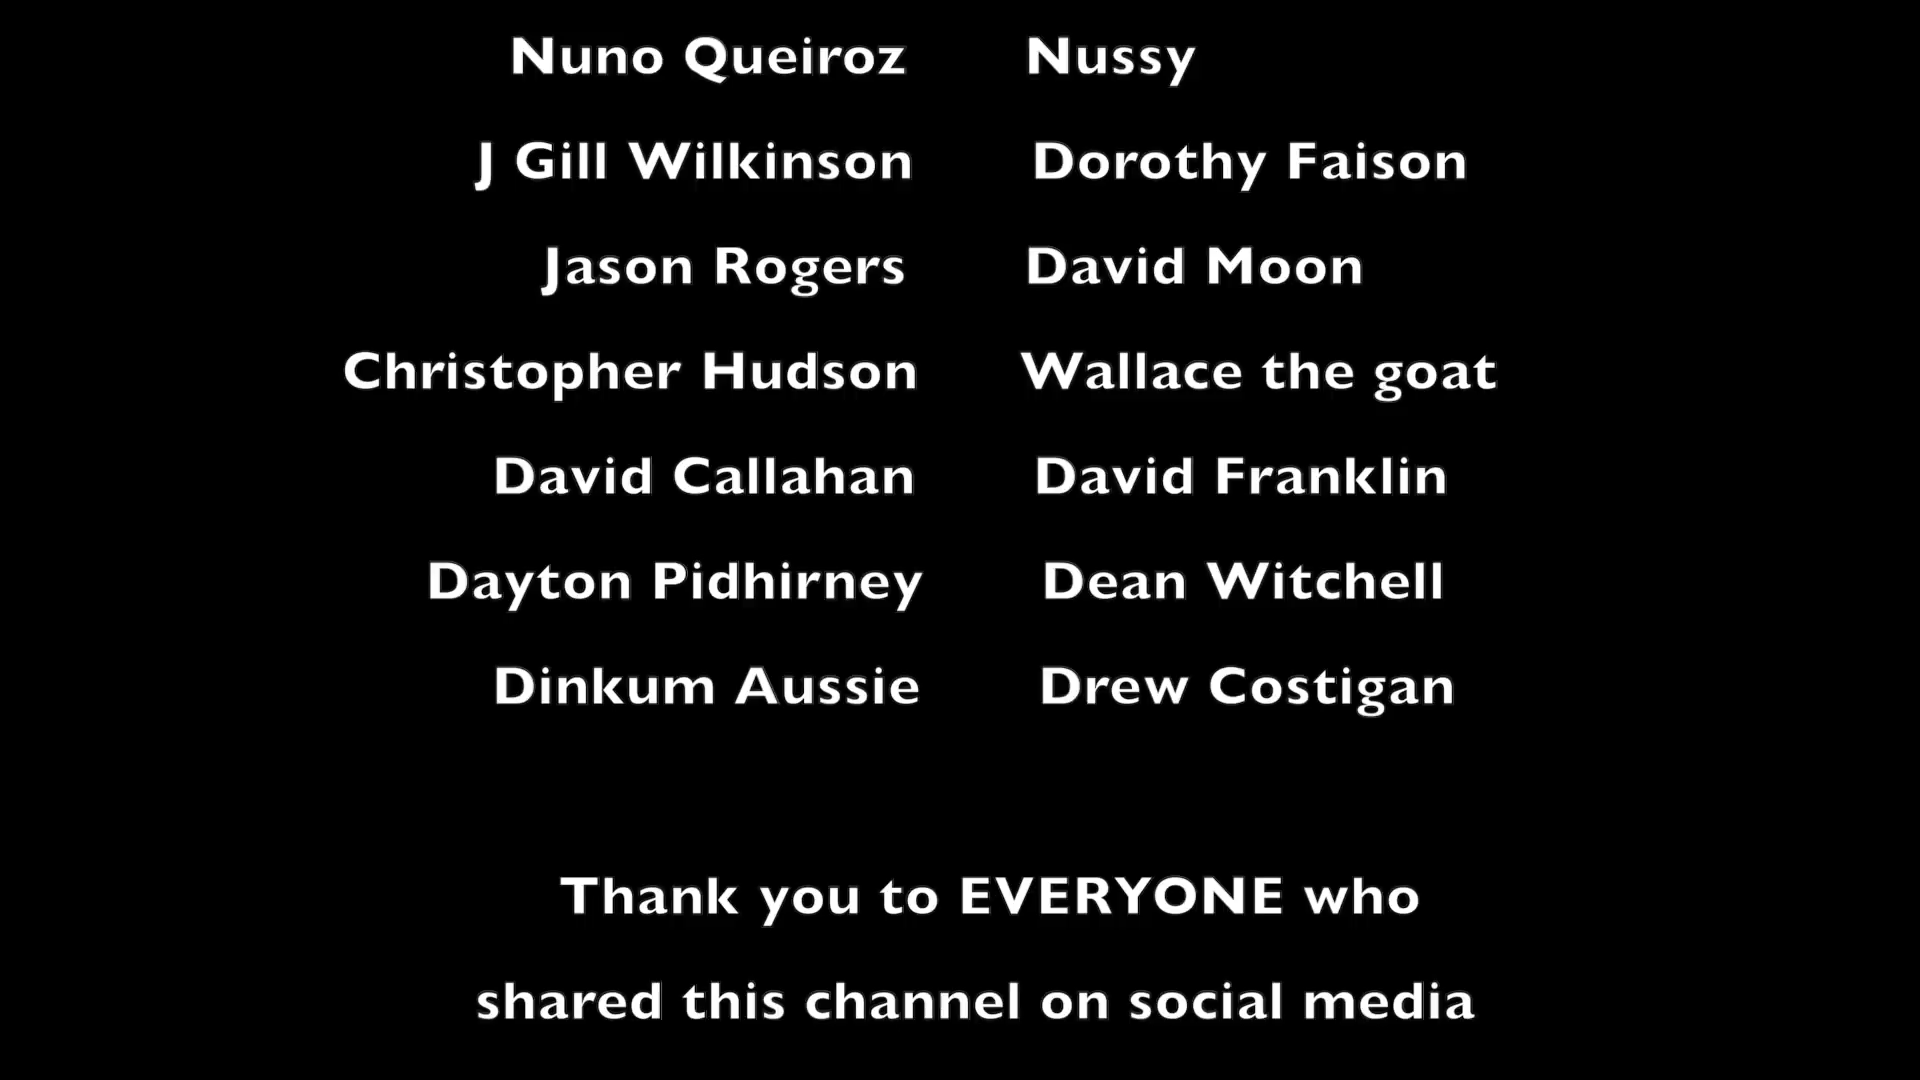 Nuno Queiroz Nussy
J Gill Wilkinson Dorothy Faison
Jason Rogers David Moon
Christopher Hudson Wallace the goat
David Callahan David Franklin
Dayton Pidhirney Dean Witchell
Dinkum Aussie Drew Costigan
Thank you to EVERYONE who
shared this channel on social media